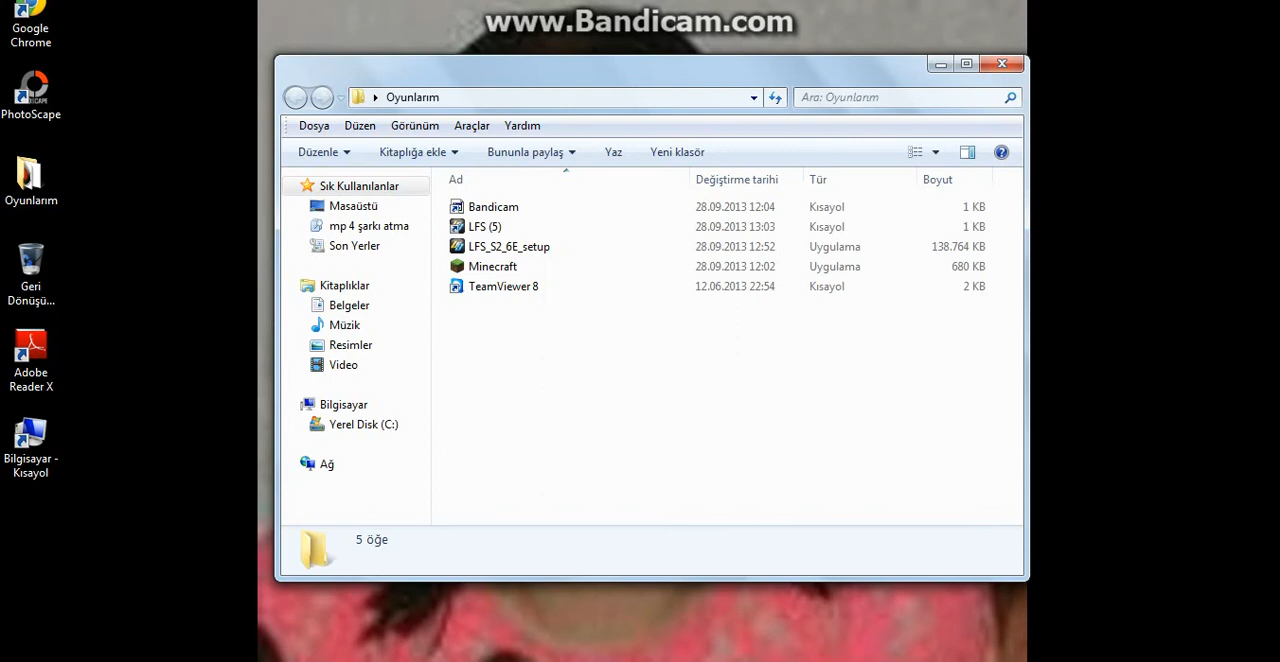 www.Bandicam.com
Google
Chrome
PhotoScape
Oyunlarım
Geri
Dönüşü...
Adobe
Reader X
Bilgisayar -
Kısayol
Oyunlarım
Ara: Oyunlarım
Dosya Düzen Görünüm Araçlar Yardım
Düzenle Kitaplığa ekle Bununla paylaş Yaz Yeni klasör
Sık Kullanılanlar
Masaüstü
mp 4 şarkı atma
Son Yerler
Kitaplıklar
Belgeler
Müzik
Resimler
Video
Bilgisayar
Yerel Disk (C:)
Ağ
Ad Değiştirme tarihi Tür Boyut
Bandicam 28.09.2013 12:04 Kısayol 1 KB
LFS (5) 28.09.2013 13:03 Kısayol 1 KB
LFS_S2_6E_setup 28.09.2013 12:52 Uygulama 138.764 KB
Minecraft 28.09.2013 12:02 Uygulama 680 KB
TeamViewer 8 12.06.2013 22:54 Kısayol 2 KB
5 öğe